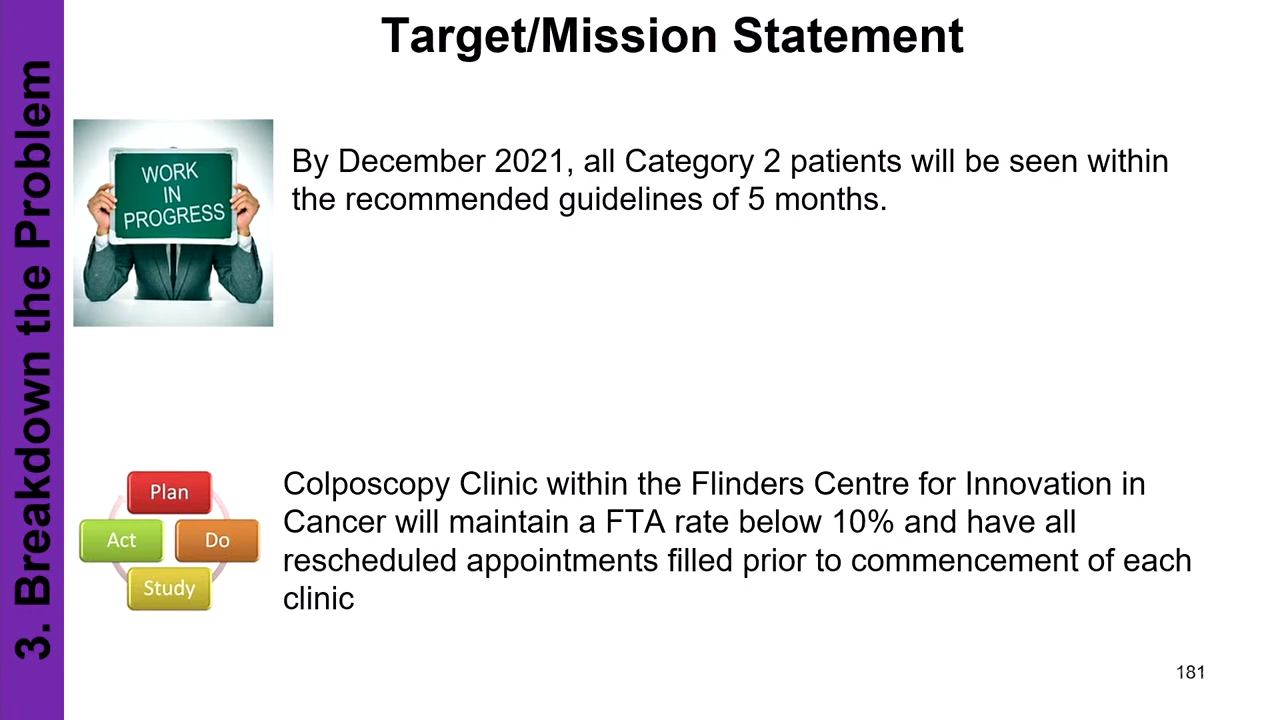 Target/Mission Statement
3. Breakdown the Problem
WORK
IN
PROGRESS
By December 2021, all Category 2 patients will be seen within
the recommended guidelines of 5 months.
Plan
Act
Do
Study
Colposcopy Clinic within the Flinders Centre for Innovation in
Cancer will maintain a FTA rate below 10% and have all
rescheduled appointments filled prior to commencement of each
clinic
181